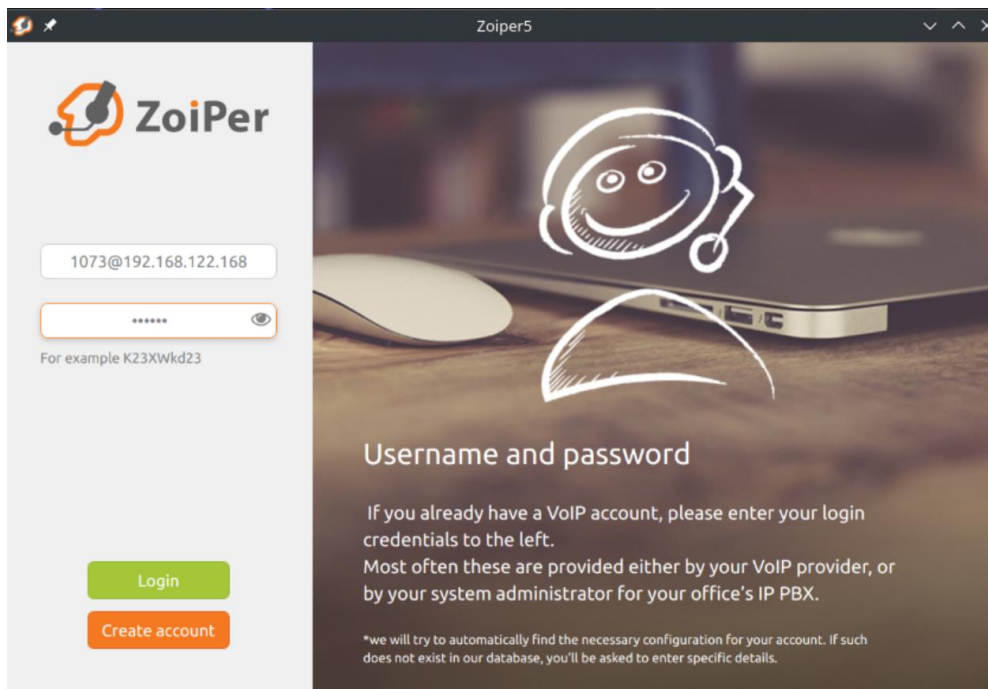 Zoiper5
ZoiPer
1073@192.168.122.168
••••••
For example K23XWkd23
Login
Create account
Username and password
If you already have a VoIP account, please enter your login
credentials to the left.
Most often these are provided either by your VoIP provider, or
by your system administrator for your office's IP PBX.
*we will try to automatically find the necessary configuration for your account. If such
does not exist in our database, you'll be asked to enter specific details.